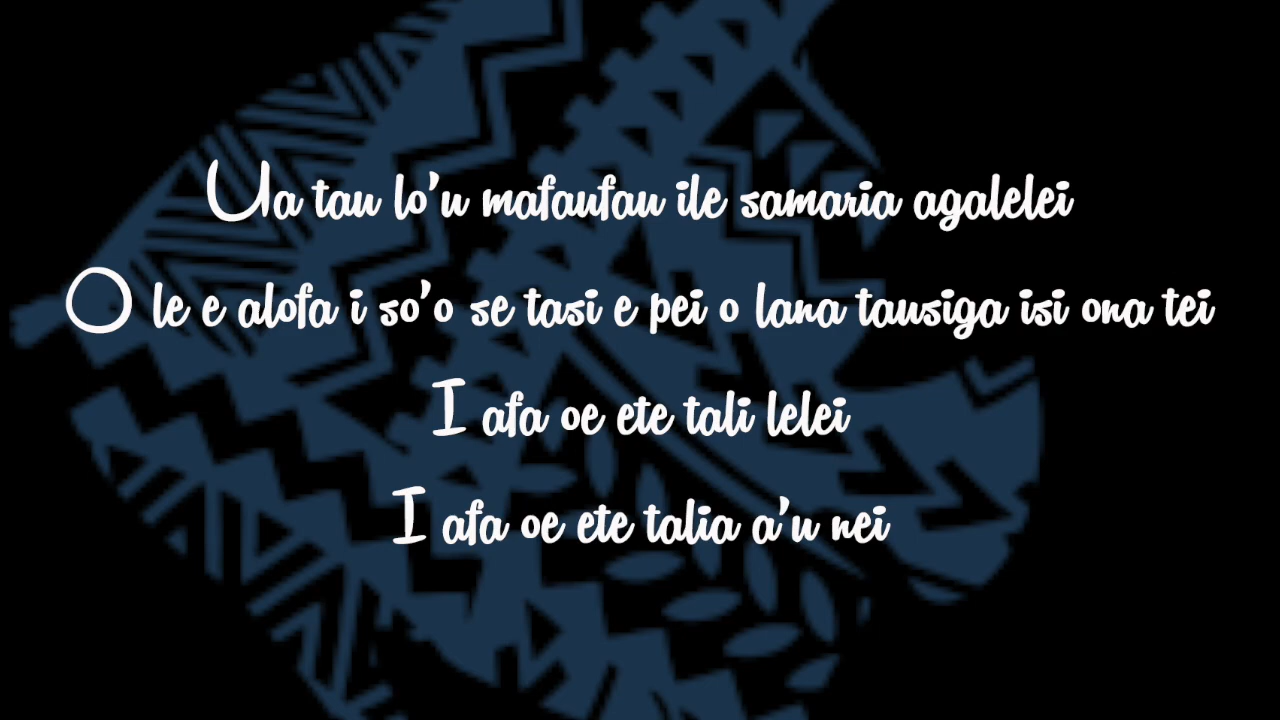 Ua tau lo'u mafaufau ile samaria agalelei
O le e alofa i so'o se tasi e pei o lana tausiga isi ona tei
I afa oe ete tali lelei
I afa oe ete talia a'u nei